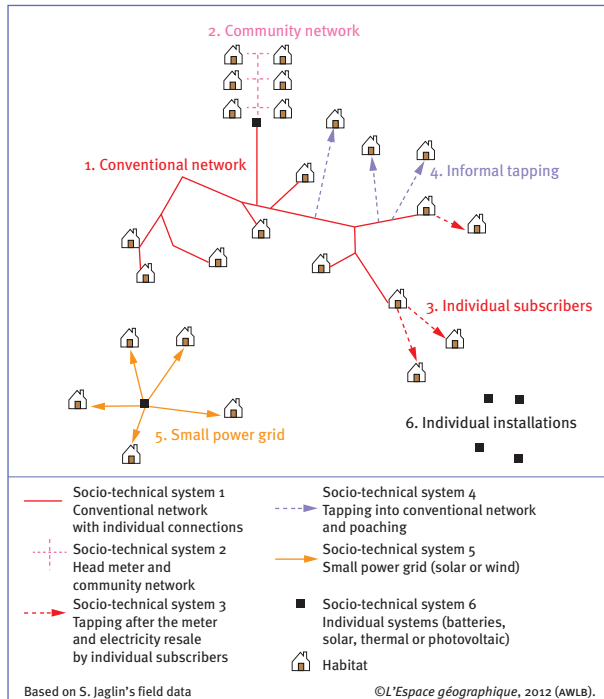 2. Community network
1. Conventional network
4. Informal tapping
3. Individual subscribers
5. Small power grid
6. Individual installations
Socio-technical system 1
Conventional network
with individual connections
Socio-technical system 2
Head meter and
community network
Socio-technical system 3
Tapping after the meter
and electricity resale
by individual subscribers
Socio-technical system 4
Tapping into conventional network
and poaching
Socio-technical system 5
Small power grid (solar or wind)
Socio-technical system 6
Individual systems (batteries,
solar, thermal or photovoltaic)
Habitat
Based on S. Jaglin's field data
©L'Espace géographique, 2012 (AWLB).